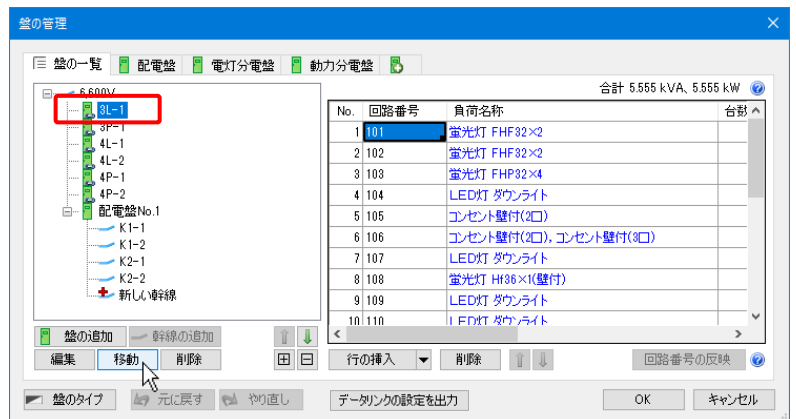 盤の管理
盤の一覧 配電盤 電灯分電盤 動力分電盤
合計 5.555 kVA、5.555 kW
6,600V
3L-1
3P-1
4L-1
4L-2
4P-1
4P-2
配電盤No.1
K1-1
K1-2
K2-1
K2-2
新しい幹線
No. 回路番号 負荷名称 台数
1 101 蛍光灯 FHF32×2
2 102 蛍光灯 FHF32×2
3 103 蛍光灯 FHP32×4
4 104 LED灯 ダウンライト
5 105 コンセント壁付(2口)
6 106 コンセント壁付(2口), コンセント壁付(3口)
7 107 LED灯 ダウンライト
8 108 蛍光灯 Hf36×1(壁付)
9 109 LED灯 ダウンライト
10 110 LED灯 ダウンライト
盤の追加 幹線の追加
編集 移動 削除 行の挿入 削除 回路番号の反映
盤のタイプ 元に戻す やり直し データリンクの設定を出力 OK キャンセル